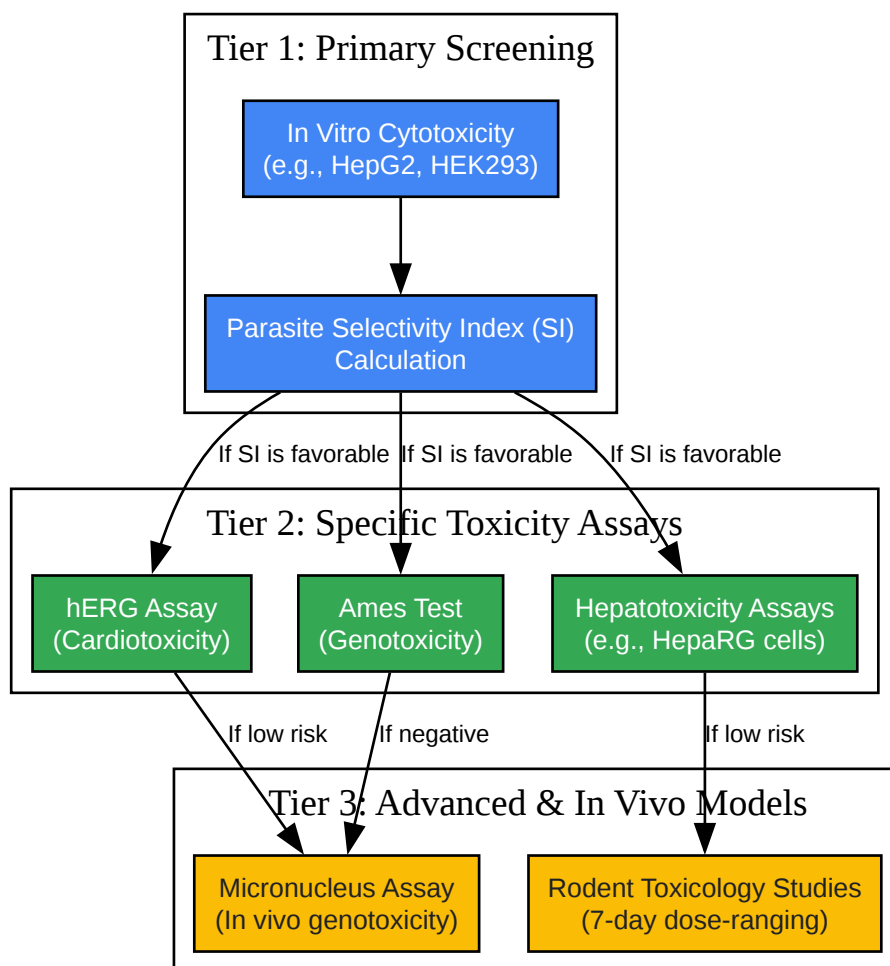 Tier 1: Primary Screening
In Vitro Cytotoxicity
(e.g., HepG2, HEK293)
Parasite Selectivity Index (SI)
Calculation
If SI is favorable
If SI is favorable
If SI is favorable
Tier 2: Specific Toxicity Assays
hERG Assay
(Cardiotoxicity)
Ames Test
(Genotoxicity)
Hepatotoxicity Assays
(e.g., HepaRG cells)
If low risk
If negative
If low risk
Tier 3: Advanced & In Vivo Models
Micronucleus Assay
(In vivo genotoxicity)
Rodent Toxicology Studies
(7-day dose-ranging)